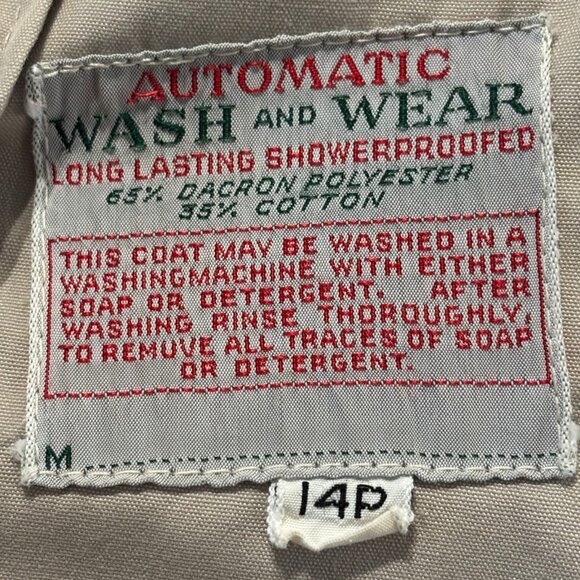 AUTOMATIC
WASH AND WEAR
LONG LASTING SHOWERPROOFED
65% DACRON POLYESTER
35% COTTON
THIS COAT MAY BE WASHED IN A
WASHINGMACHINE WITH EITHER
SOAP OR DETERGENT. AFTER
WASHING RINSE THOROUGHLY,
TO REMUVE ALL TRACES OF SOAP
OR DETERGENT.
M
14P